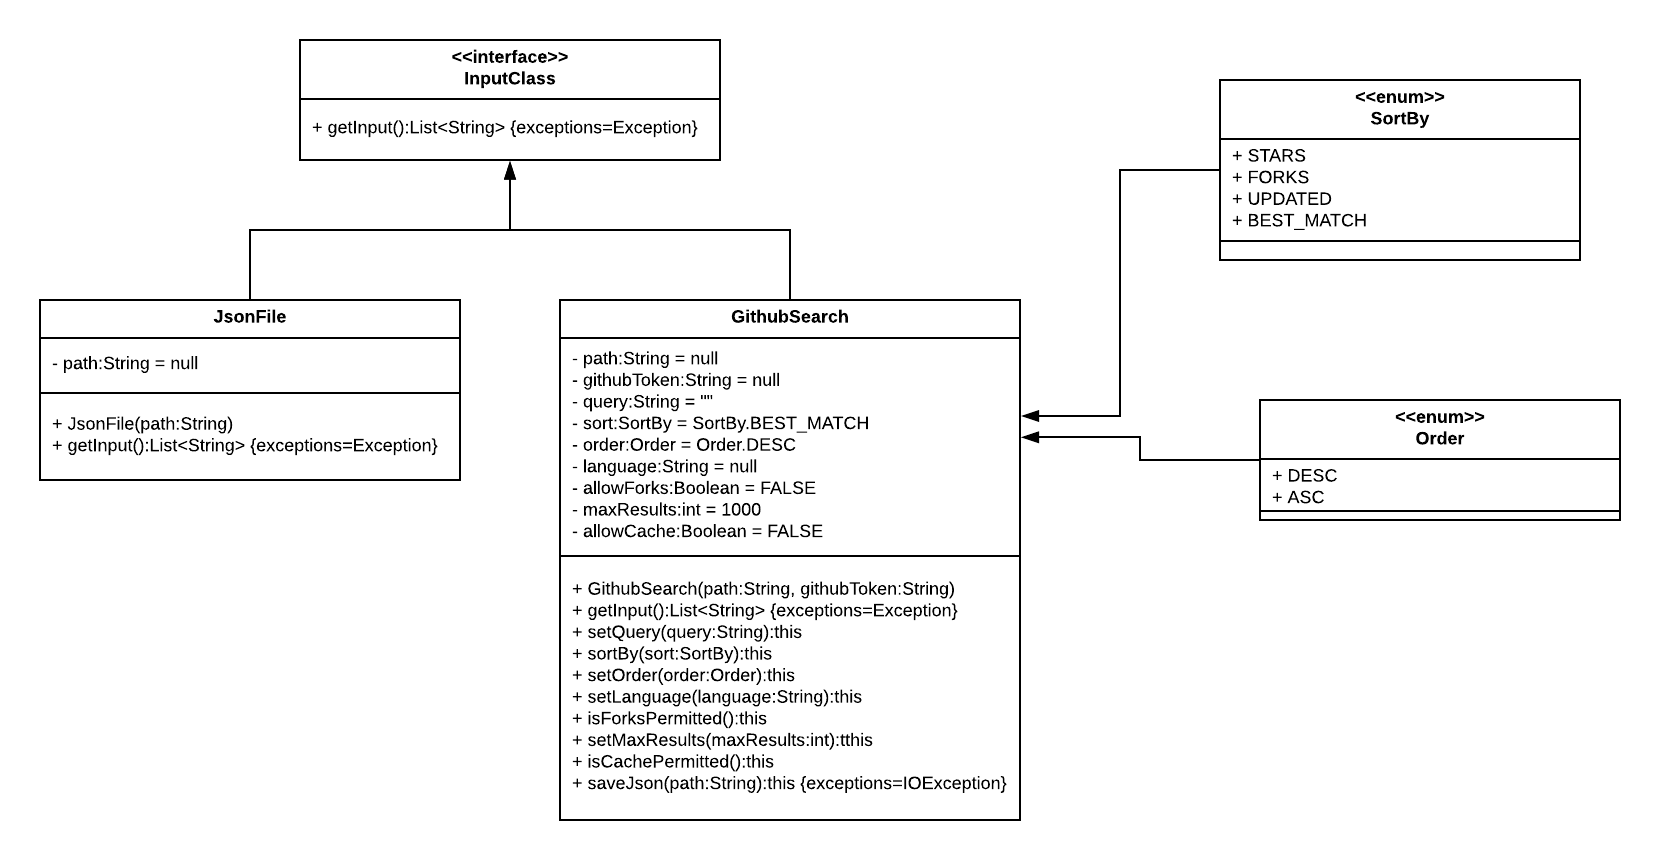 <<interface>>
InputClass
+ getInput():List<String> {exceptions=Exception}
<<enum>>
SortBy
+ STARS
+ FORKS
+ UPDATED
+ BEST_MATCH
JsonFile
- path:String = null
+ JsonFile(path:String)
+ getInput():List<String> {exceptions=Exception}
GithubSearch
- path:String = null
- githubToken:String = null
- query:String = ""
- sort:SortBy = SortBy.BEST_MATCH
- order:Order = Order.DESC
- language:String = null
- allowForks:Boolean = FALSE
- maxResults:int = 1000
- allowCache:Boolean = FALSE
+ GithubSearch(path:String, githubToken:String)
+ getInput():List<String> {exceptions=Exception}
+ setQuery(query:String):this
+ sortBy(sort:SortBy):this
+ setOrder(order:Order):this
+ setLanguage(language:String):this
+ isForksPermitted():this
+ setMaxResults(maxResults:int):tthis
+ isCachePermitted():this
+ saveJson(path:String):this {exceptions=IOException}
<<enum>>
Order
+ DESC
+ ASC